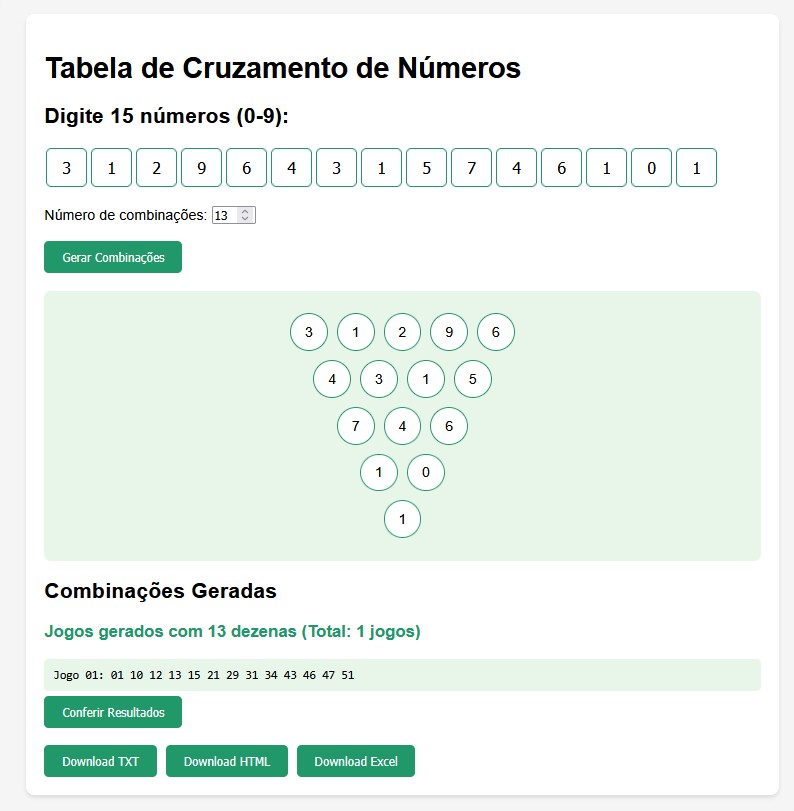 Tabela de Cruzamento de Números
Digite 15 números (0-9):
3 1 2 9 6 4 3 1 5 7 4 6 1 0 1
Número de combinações: 13
Gerar Combinações
3 1 2 9 6
4 3 1 5
7 4 6
1 0
1
Combinações Geradas
Jogos gerados com 13 dezenas (Total: 1 jogos)
Jogo 01: 01 10 12 13 15 21 29 31 34 43 46 47 51
Conferir Resultados
Download TXT Download HTML Download Excel